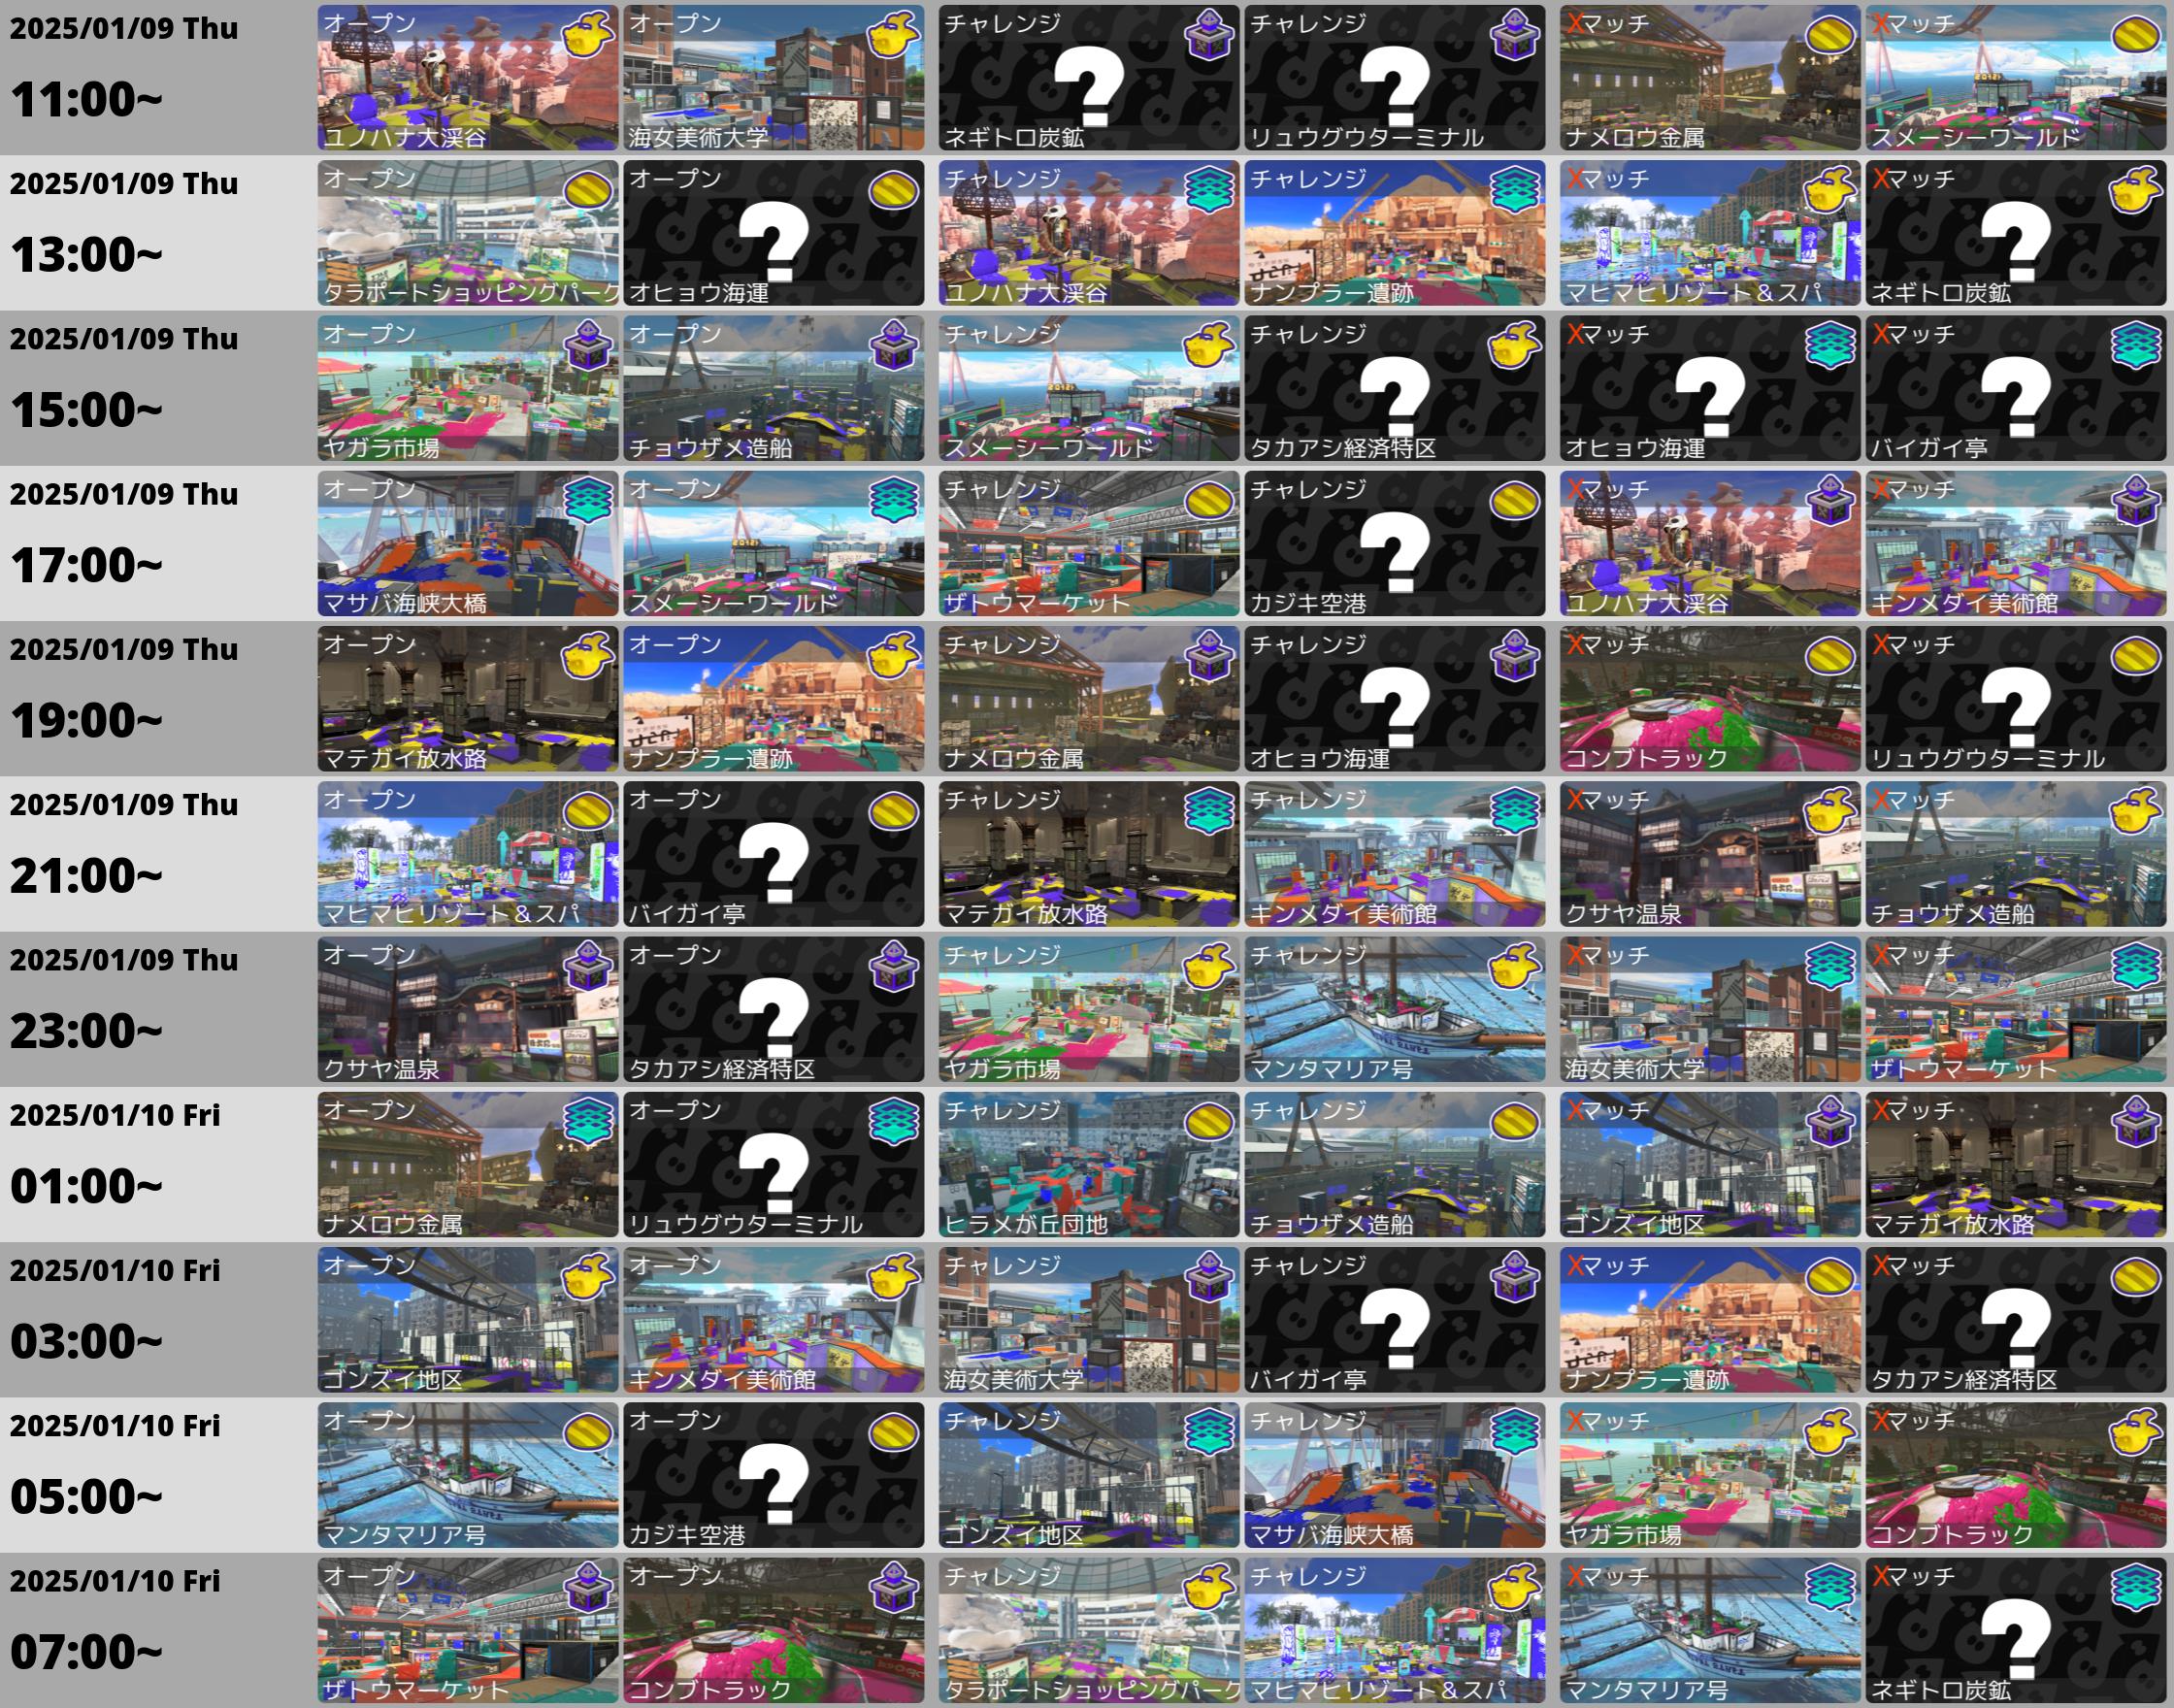 2025/01/09 Thu
11:00~
オープン
ユノハナ大渓谷
オープン
海女美術大学
チャレンジ
ネギトロ炭鉱
チャレンジ
リュウグウターミナル
Xマッチ
ナメロウ金属
Xマッチ
スメーシーワールド
2025/01/09 Thu
13:00~
オープン
タラポートショッピングパーク
オープン
オヒョウ海運
チャレンジ
ユノハナ大渓谷
チャレンジ
ナンプラー遺跡
Xマッチ
マヒマヒリゾート&スパ
Xマッチ
ネギトロ炭鉱
2025/01/09 Thu
15:00~
オープン
ヤガラ市場
オープン
チョウザメ造船
チャレンジ
スメーシーワールド
チャレンジ
タカアシ経済特区
Xマッチ
オヒョウ海運
Xマッチ
バイガイ亭
2025/01/09 Thu
17:00~
オープン
マサバ海峡大橋
オープン
スメーシーワールド
チャレンジ
ザトウマーケット
チャレンジ
カジキ空港
Xマッチ
ユノハナ大渓谷
Xマッチ
キンメダイ美術館
2025/01/09 Thu
19:00~
オープン
マテガイ放水路
オープン
ナンプラー遺跡
チャレンジ
ナメロウ金属
チャレンジ
オヒョウ海運
Xマッチ
コンブトラック
Xマッチ
リュウグウターミナル
2025/01/09 Thu
21:00~
オープン
マヒマヒリゾート&スパ
オープン
バイガイ亭
チャレンジ
マテガイ放水路
チャレンジ
キンメダイ美術館
Xマッチ
クサヤ温泉
Xマッチ
チョウザメ造船
2025/01/09 Thu
23:00~
オープン
クサヤ温泉
オープン
タカアシ経済特区
チャレンジ
ヤガラ市場
チャレンジ
マンタマリア号
Xマッチ
海女美術大学
Xマッチ
ザトウマーケット
2025/01/10 Fri
01:00~
オープン
ナメロウ金属
オープン
リュウグウターミナル
チャレンジ
ヒラメが丘団地
チャレンジ
チョウザメ造船
Xマッチ
ゴンズイ地区
Xマッチ
マテガイ放水路
2025/01/10 Fri
03:00~
オープン
ゴンズイ地区
オープン
キンメダイ美術館
チャレンジ
海女美術大学
チャレンジ
バイガイ亭
Xマッチ
ナンプラー遺跡
Xマッチ
タカアシ経済特区
2025/01/10 Fri
05:00~
オープン
マンタマリア号
オープン
カジキ空港
チャレンジ
ゴンズイ地区
チャレンジ
マサバ海峡大橋
Xマッチ
ヤガラ市場
Xマッチ
コンブトラック
2025/01/10 Fri
07:00~
オープン
ザトウマーケット
オープン
コンブトラック
チャレンジ
タラポートショッピングパーク
チャレンジ
マヒマヒリゾート&スパ
Xマッチ
マンタマリア号
Xマッチ
ネギトロ炭鉱